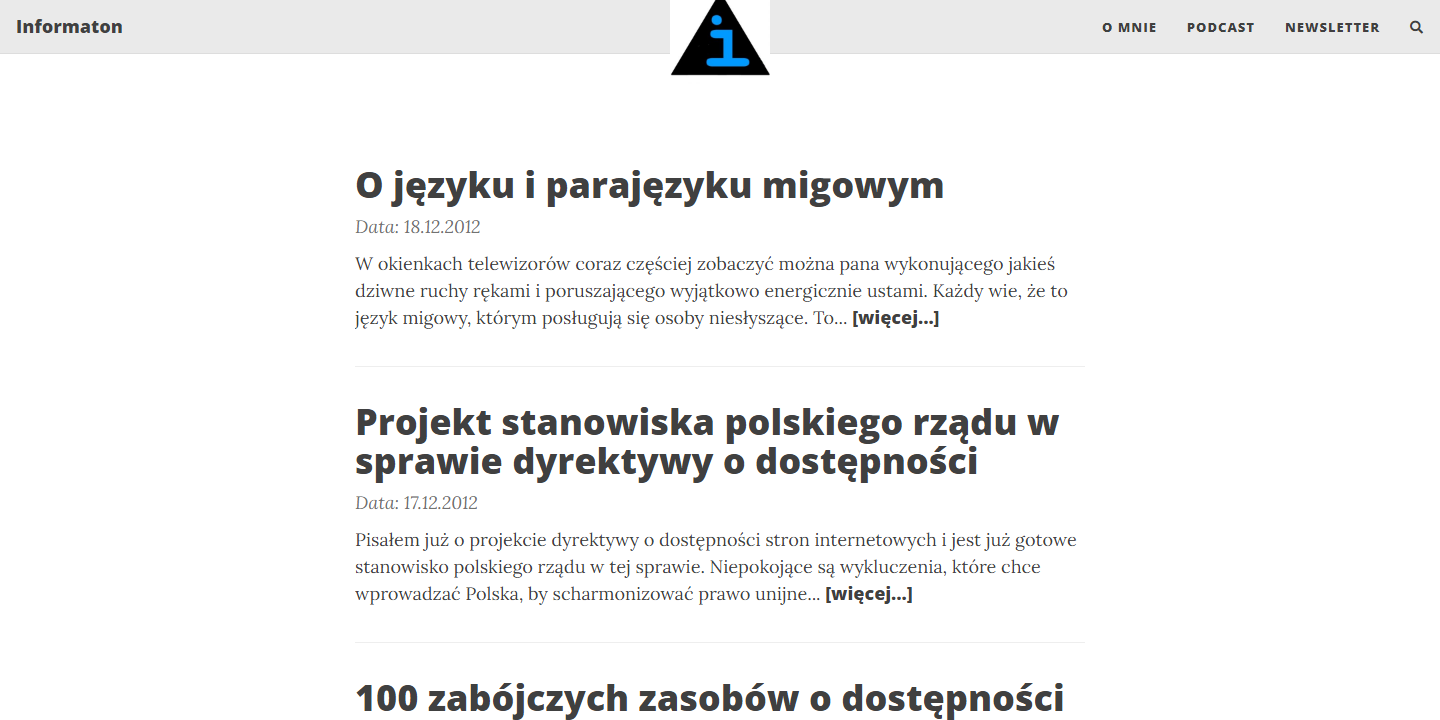 Informaton
i
O MNIE
PODCAST
NEWSLETTER
O języku i parajęzyku migowym
Data: 18.12.2012
W okienkach telewizorów coraz częściej zobaczyć można pana wykonującego jakieś
dziwne ruchy rękami i poruszającego wyjątkowo energicznie ustami. Każdy wie, że to
język migowy, którym posługują się osoby niesłyszące. To... [więcej...]
Projekt stanowiska polskiego rządu w
sprawie dyrektywy o dostępności
Data: 17.12.2012
Pisałem już o projekcie dyrektywy o dostępności stron internetowych i jest już gotowe
stanowisko polskiego rządu w tej sprawie. Niepokojące są wykluczenia, które chce
wprowadzać Polska, by scharmonizować prawo unijne... [więcej...]
100 zabójczych zasobów o dostępności